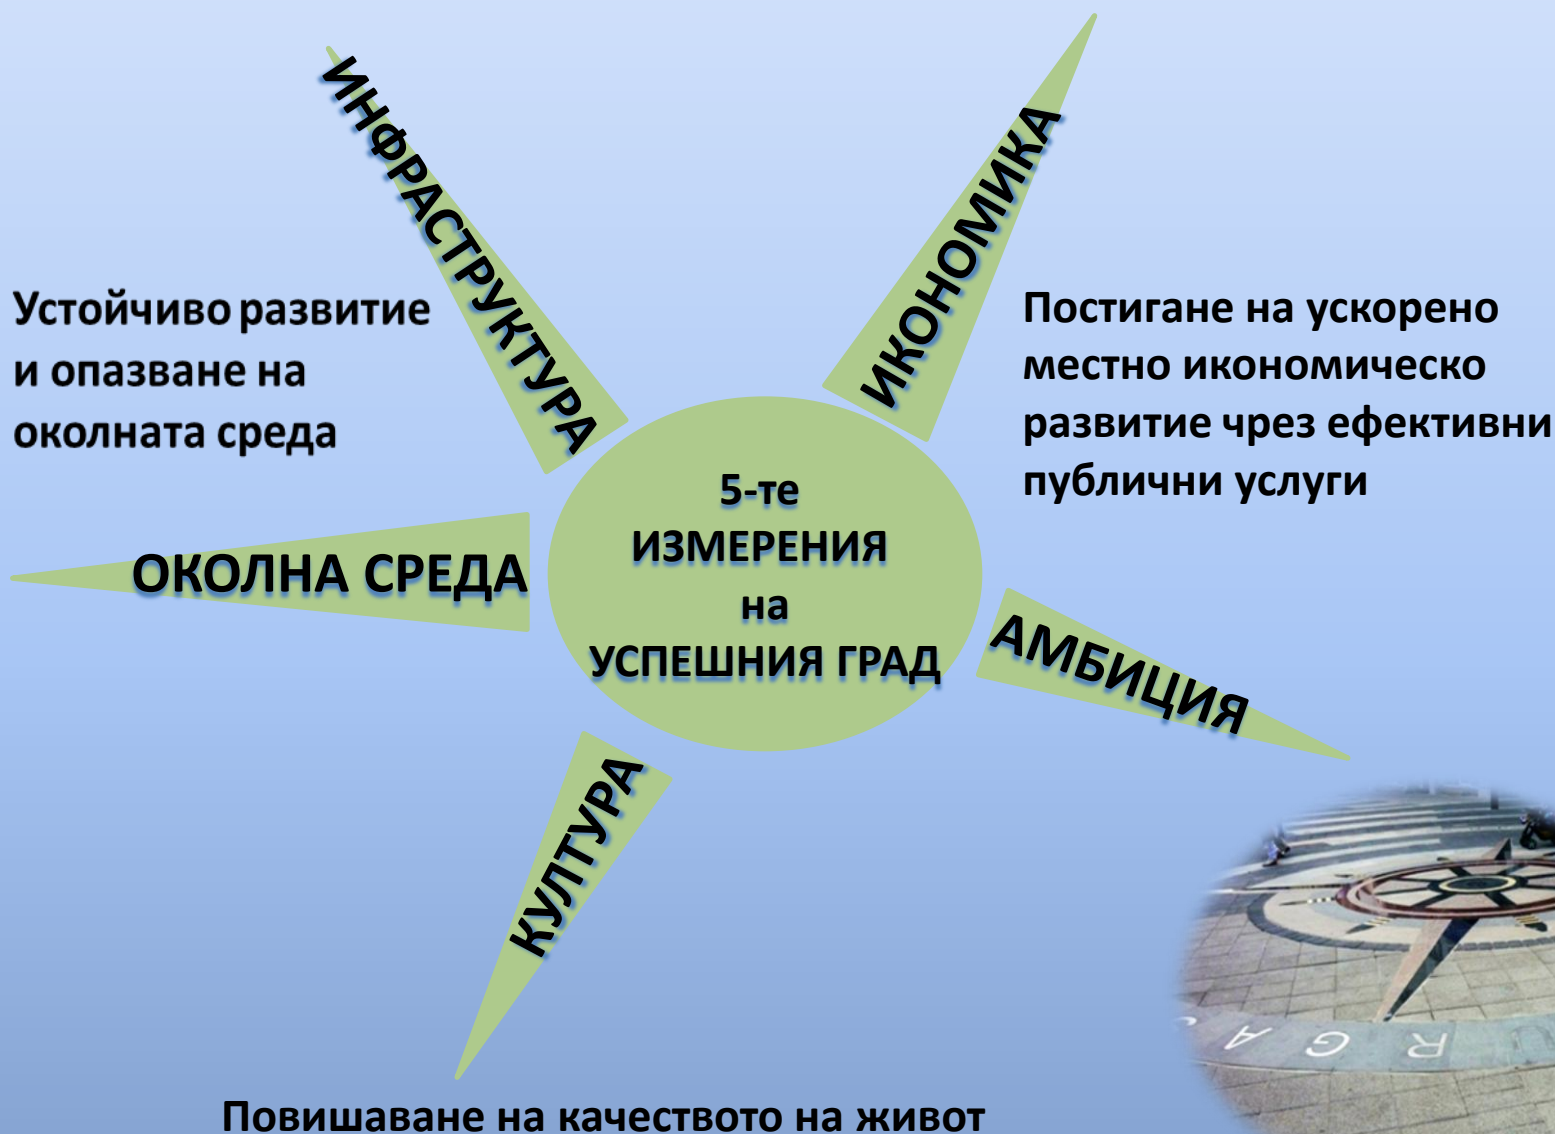 ИНФРАСТРУКТУРА
ИКОНОМИКА
Устойчиво развитие
и опазване на
околната среда
Постигане на ускорено
местно икономическо
развитие чрез ефективни
публични услуги
5-те
ИЗМЕРЕНИЯ
на
УСПЕШНИЯ ГРАД
ОКОЛНА СРЕДА
АМБИЦИЯ
КУЛТУРА
Повишаване на качеството на живот